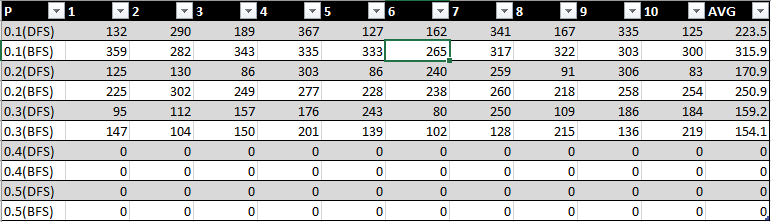 P 1 2 3 4 5 6 7 8 9 10 AVG
0.1(DFS) 132 290 189 367 127 162 341 167 335 125 223.5
0.1(BFS) 359 282 343 335 333 265 317 322 303 300 315.9
0.2(DFS) 125 130 86 303 86 240 259 91 306 83 170.9
0.2(BFS) 225 302 249 277 228 238 260 218 258 254 250.9
0.3(DFS) 95 112 157 176 243 80 250 109 186 184 159.2
0.3(BFS) 147 104 150 201 139 102 128 215 136 219 154.1
0.4(DFS) 0 0 0 0 0 0 0 0 0 0 0
0.4(BFS) 0 0 0 0 0 0 0 0 0 0 0
0.5(DFS) 0 0 0 0 0 0 0 0 0 0 0
0.5(BFS) 0 0 0 0 0 0 0 0 0 0 0